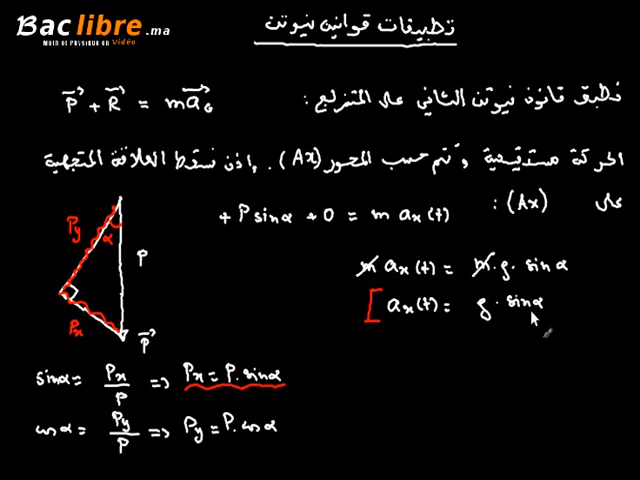 Bac libre.ma
Math et Physique en Vidéo
تطبيقات قوانين نيوتن
نطبق قانون نيوتن الثاني على المتزلج :
P + R = m a_G
الحركة مستقيمية وتتم حسب المحور (Ax). إذن نسقط العلاقة المتجهية
على (Ax) :
+ P sinα + 0 = m ax(t)
m ax(t) = m . g . sinα
ax(t) = g . sinα
Py
α
P
Px
P
sinα = Px/P => Px = P. sinα
cosα = Py/P => Py = P. cosα